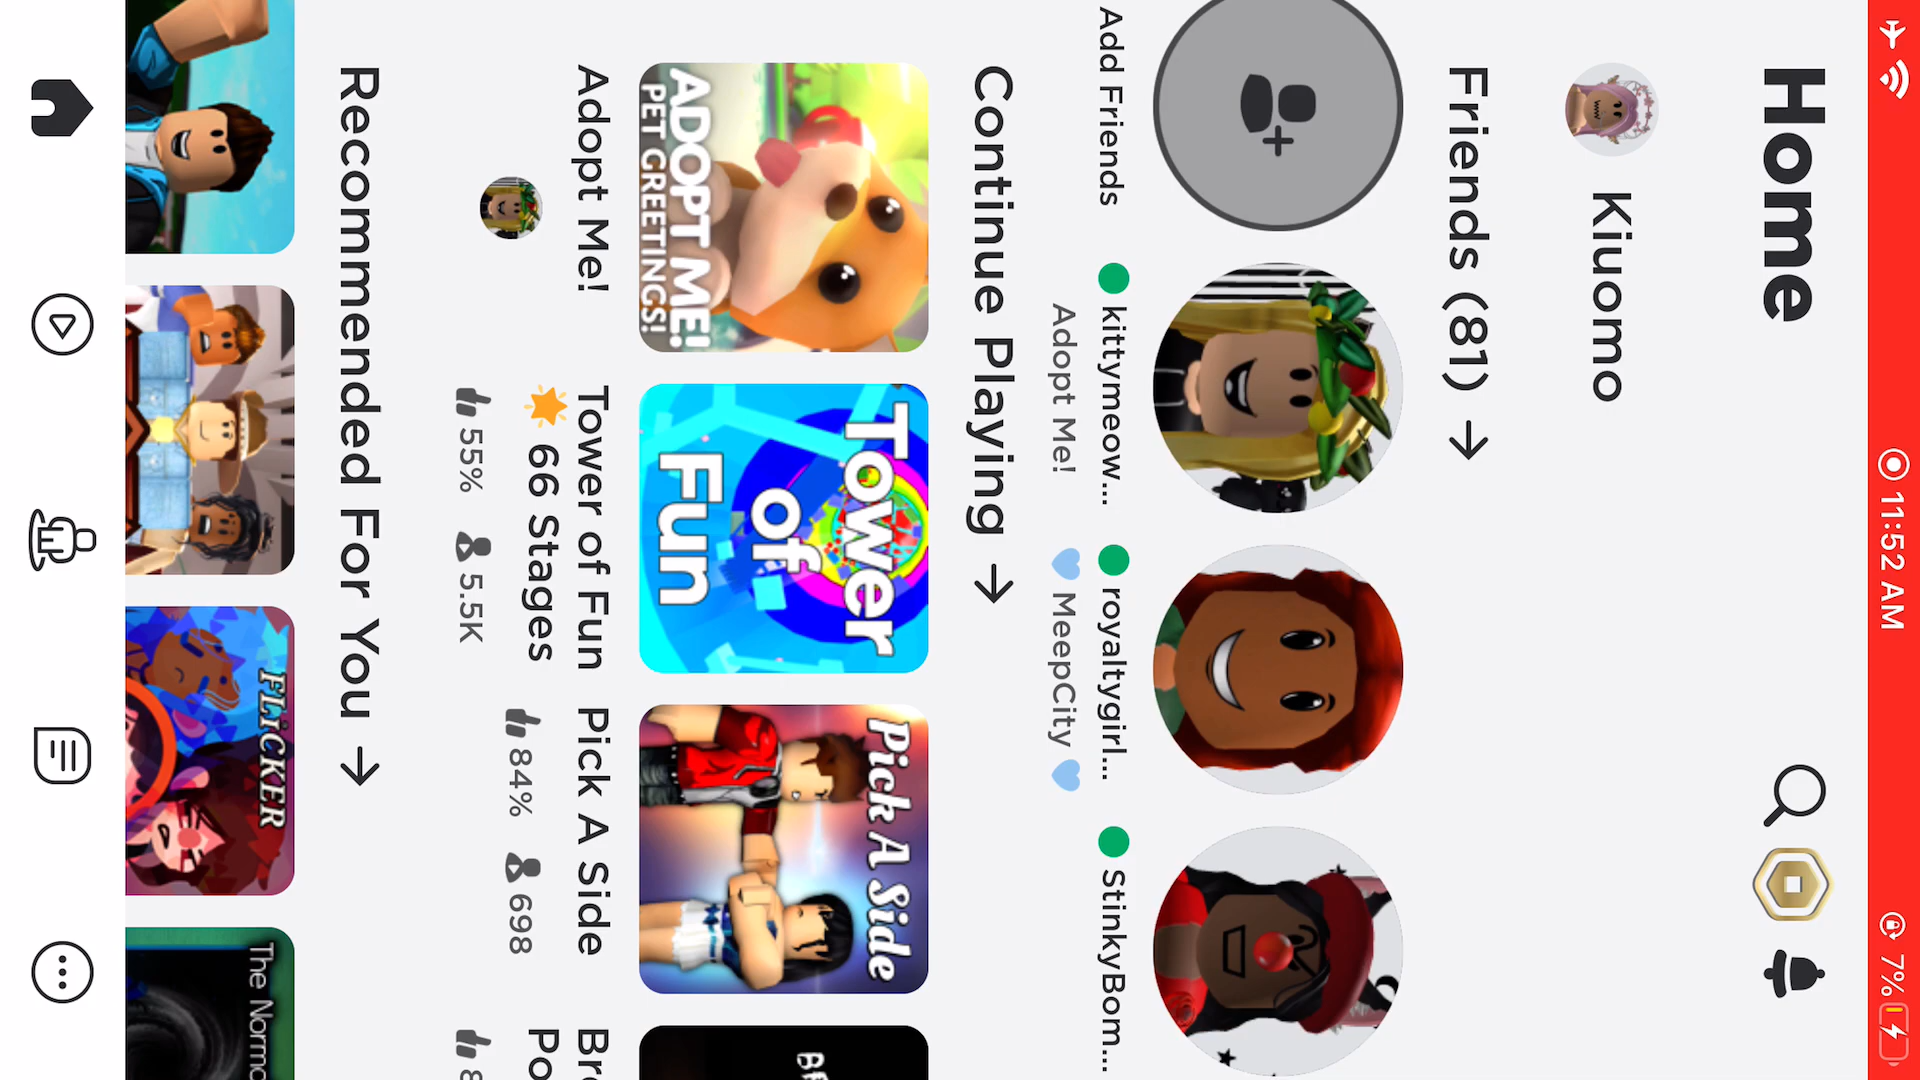 11:52 AM
7%
Home
Kiuomo
Friends (81) →
Add Friends
kittymeow...
Adopt Me!
royaltygirl...
💙 MeepCity 💙
StinkyBom...
Continue Playing →
ADOPT ME!
PET GREETINGS!
Tower
of
Fun
Pick A Side
Adopt Me!
Tower of Fun
🌟 66 Stages
55% 5.5K
Pick A Side
84% 698
Recommended For You →
FLiCKER
The Norma